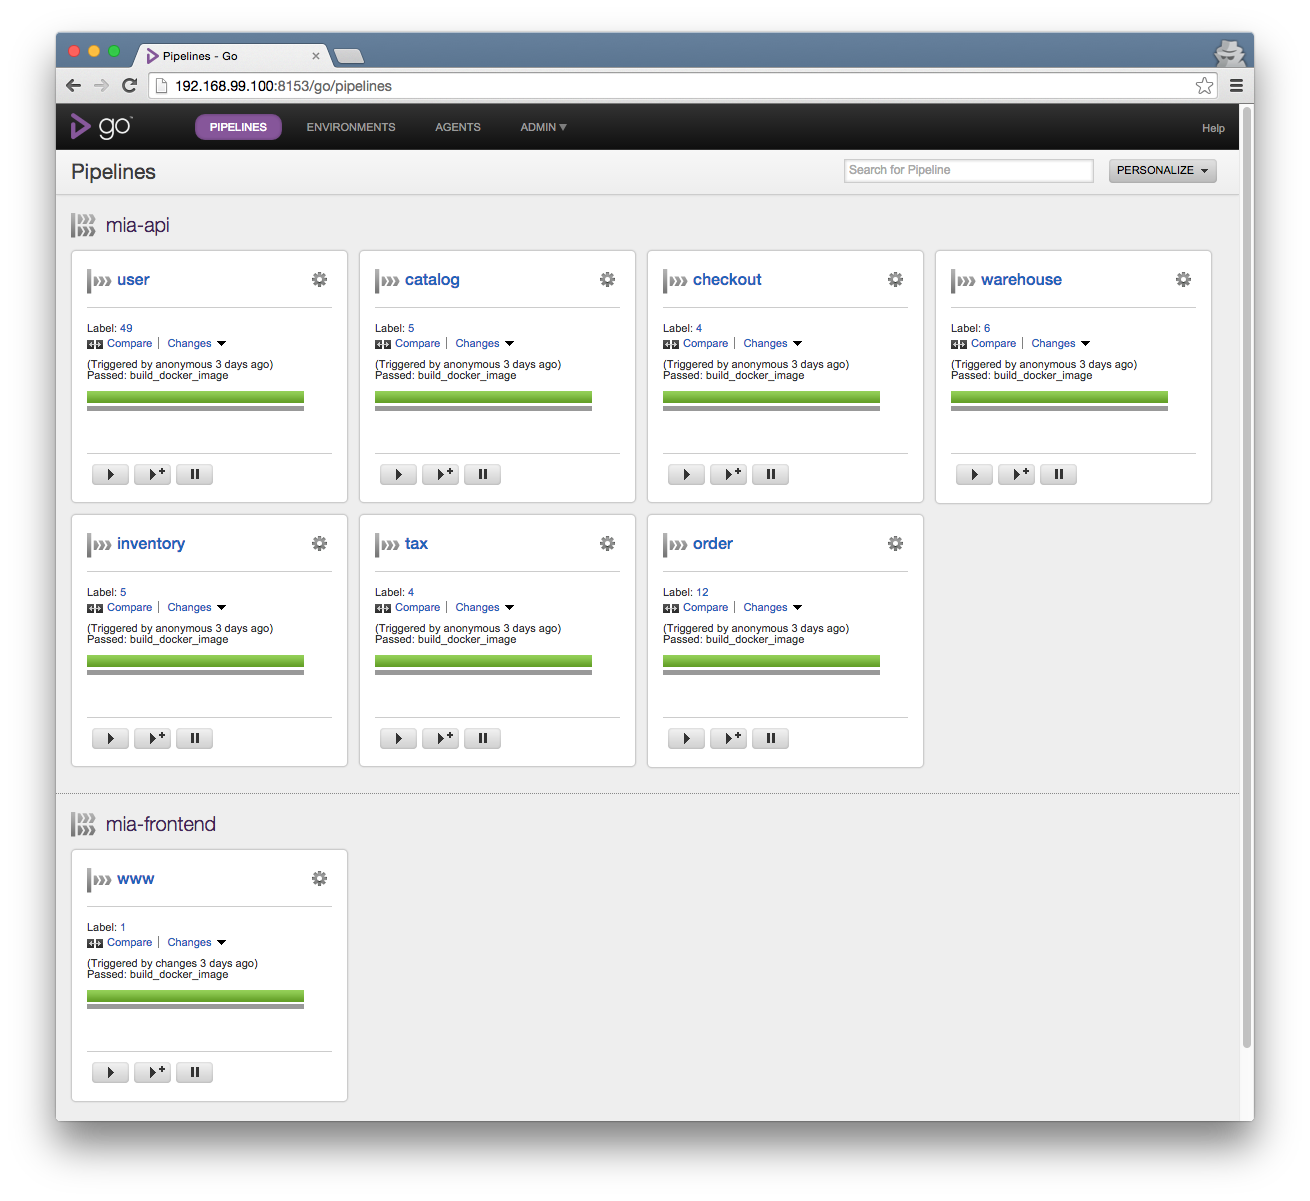 Pipelines - Go
192.168.99.100:8153/go/pipelines
go™ PIPELINES ENVIRONMENTS AGENTS ADMIN Help
Pipelines Search for Pipeline PERSONALIZE
mia-api
user
Label: 49
Compare | Changes
(Triggered by anonymous 3 days ago)
Passed: build_docker_image
catalog
Label: 5
Compare | Changes
(Triggered by anonymous 3 days ago)
Passed: build_docker_image
checkout
Label: 4
Compare | Changes
(Triggered by anonymous 3 days ago)
Passed: build_docker_image
warehouse
Label: 6
Compare | Changes
(Triggered by anonymous 3 days ago)
Passed: build_docker_image
inventory
Label: 5
Compare | Changes
(Triggered by anonymous 3 days ago)
Passed: build_docker_image
tax
Label: 4
Compare | Changes
(Triggered by anonymous 3 days ago)
Passed: build_docker_image
order
Label: 12
Compare | Changes
(Triggered by anonymous 3 days ago)
Passed: build_docker_image
mia-frontend
www
Label: 1
Compare | Changes
(Triggered by changes 3 days ago)
Passed: build_docker_image